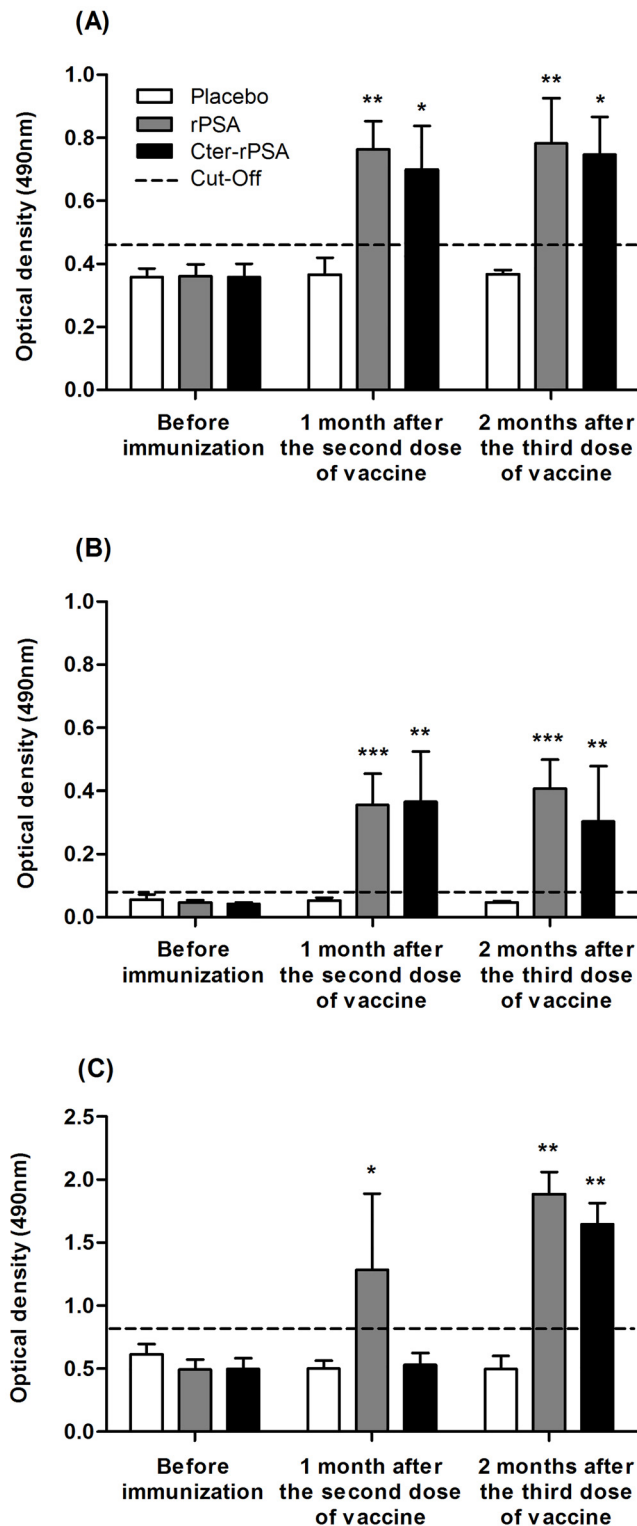 (A)
Optical density (490nm)
1.0
0.8
0.6
0.4
0.2
0.0
Placebo
rPSA
Cter-rPSA
Cut-Off
** * ** *
Before immunization
1 month after the second dose of vaccine
2 months after the third dose of vaccine
(B)
Optical density (490nm)
1.0
0.8
0.6
0.4
0.2
0.0
*** ** *** **
Before immunization
1 month after the second dose of vaccine
2 months after the third dose of vaccine
(C)
Optical density (490nm)
2.5
2.0
1.5
1.0
0.5
0.0
* ** **
Before immunization
1 month after the second dose of vaccine
2 months after the third dose of vaccine